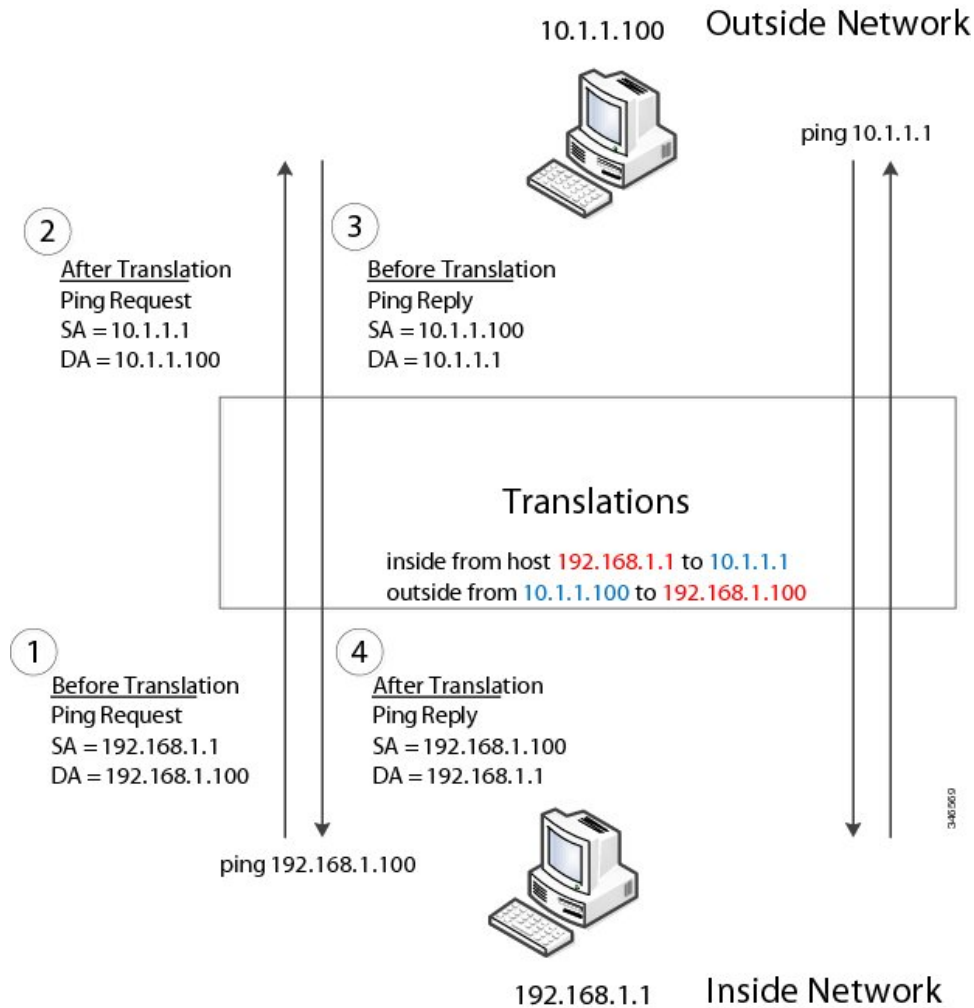 10.1.1.100
Outside Network
ping 10.1.1.1
2
After Translation
Ping Request
SA = 10.1.1.1
DA = 10.1.1.100
3
Before Translation
Ping Reply
SA = 10.1.1.100
DA = 10.1.1.1
Translations
inside from host 192.168.1.1 to 10.1.1.1
outside from 10.1.1.100 to 192.168.1.100
1
Before Translation
Ping Request
SA = 192.168.1.1
DA = 192.168.1.100
4
After Translation
Ping Reply
SA = 192.168.1.100
DA = 192.168.1.1
346569
ping 192.168.1.100
192.168.1.1
Inside Network